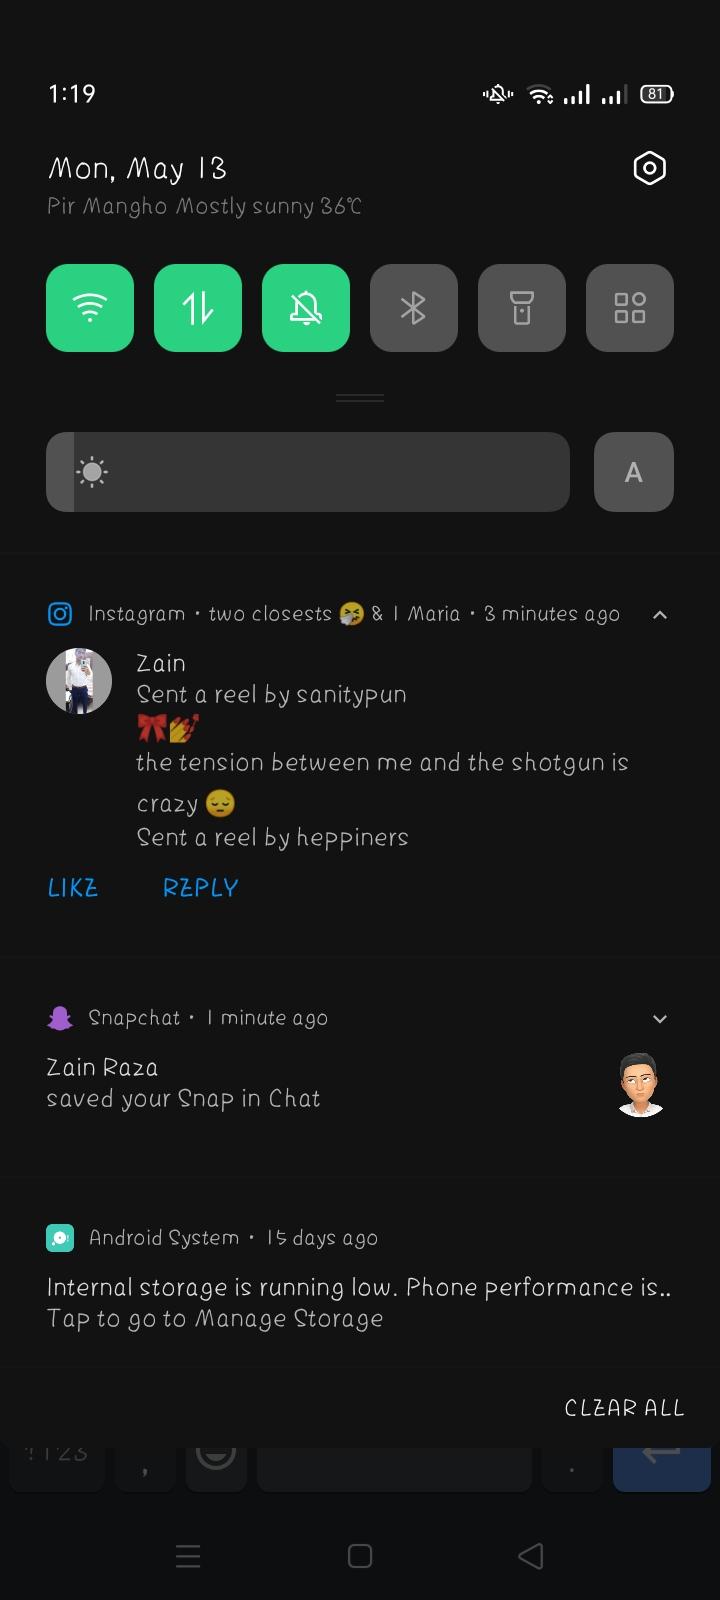 1:19
81
Mon, May 13
Pir Mangho Mostly sunny 36°C
A
Instagram • two closests 🤧 & 1 Maria • 3 minutes ago
Zain
Sent a reel by sanitypun
🎀💅
the tension between me and the shotgun is
crazy 😔
Sent a reel by heppiners
LIKE REPLY
Snapchat • 1 minute ago
Zain Raza
saved your Snap in Chat
Android System • 15 days ago
Internal storage is running low. Phone performance is..
Tap to go to Manage Storage
CLEAR ALL
?123 , .